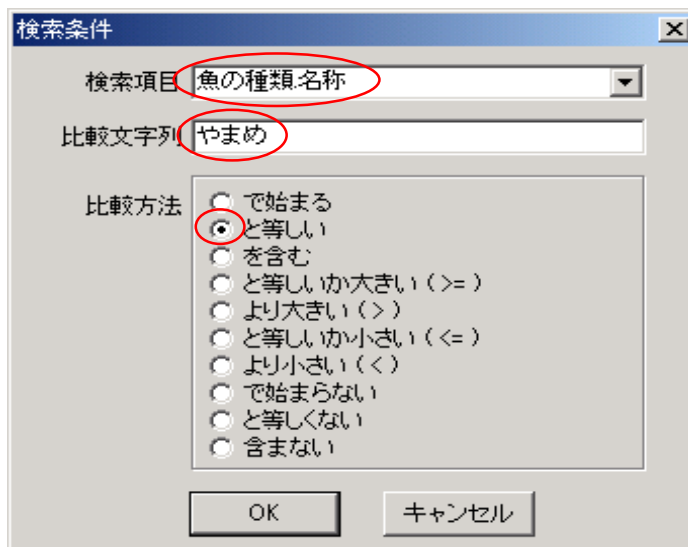 検索条件
検索項目 魚の種類.名称
比較文字列 やまめ
比較方法
で始まる
と等しい
を含む
と等しいか大きい(>=)
より大きい(>)
と等しいか小さい(<=)
より小さい(<)
で始まらない
と等しくない
含まない
OK キャンセル